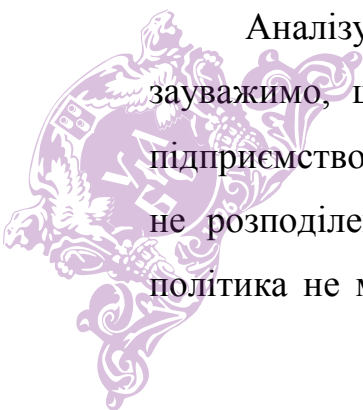 Аналізу
зауважимо,
підприємство
не розподіле
політика не